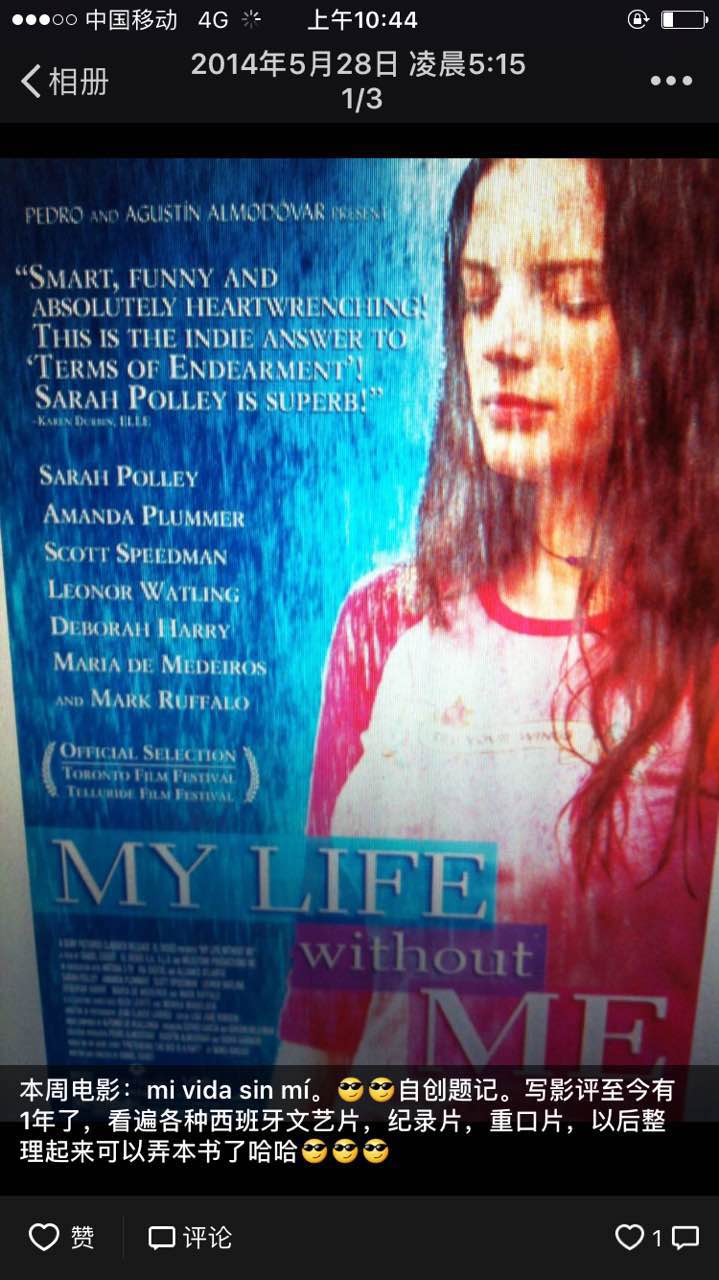 中国移动 4G 上午10:44
相册
2014年5月28日 凌晨5:15
1/3
PEDRO AND AGUSTÍN ALMODÓVAR PRESENT
“SMART, FUNNY AND
ABSOLUTELY HEARTWRENCHING!
THIS IS THE INDIE ANSWER TO
‘TERMS OF ENDEARMENT’!
SARAH POLLEY IS SUPERB!”
-KAREN DURBIN, ELLE
SARAH POLLEY
AMANDA PLUMMER
SCOTT SPEEDMAN
LEONOR WATLING
DEBORAH HARRY
MARIA DE MEDEIROS
AND MARK RUFFALO
OFFICIAL SELECTION
TORONTO FILM FESTIVAL
TELLURIDE FILM FESTIVAL
MY LIFE
without
ME
本周电影：mi vida sin mí。😎😎自创题记。写影评至今有
1年了，看遍各种西班牙文艺片，纪录片，重口片，以后整
理起来可以弄本书了哈哈😎😎😎
赞
评论
1